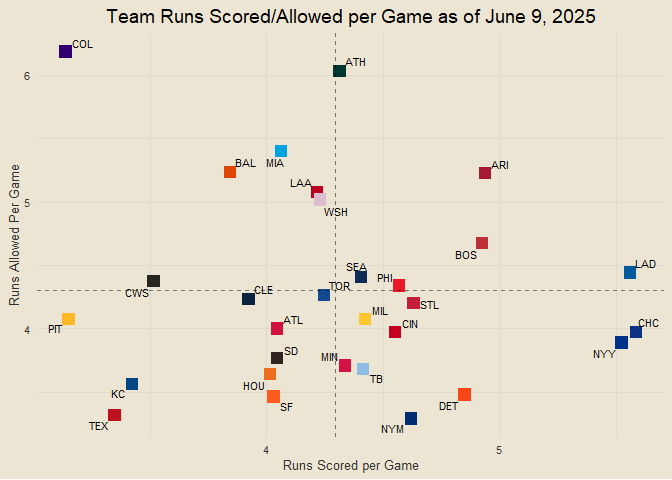 Team Runs Scored/Allowed per Game as of June 9, 2025
COL
ATH
6
BAL
MIA
ARI
LAA
5
WSH
BOS
SEA
LAD
PHI
CWS
CLE
TOR
STL
PIT
ATL
MIL
CIN
CHC
4
SD
MIN
NYY
HOU
TB
KC
SF
DET
TEX
NYM
4
5
Runs Scored per Game
Runs Allowed Per Game